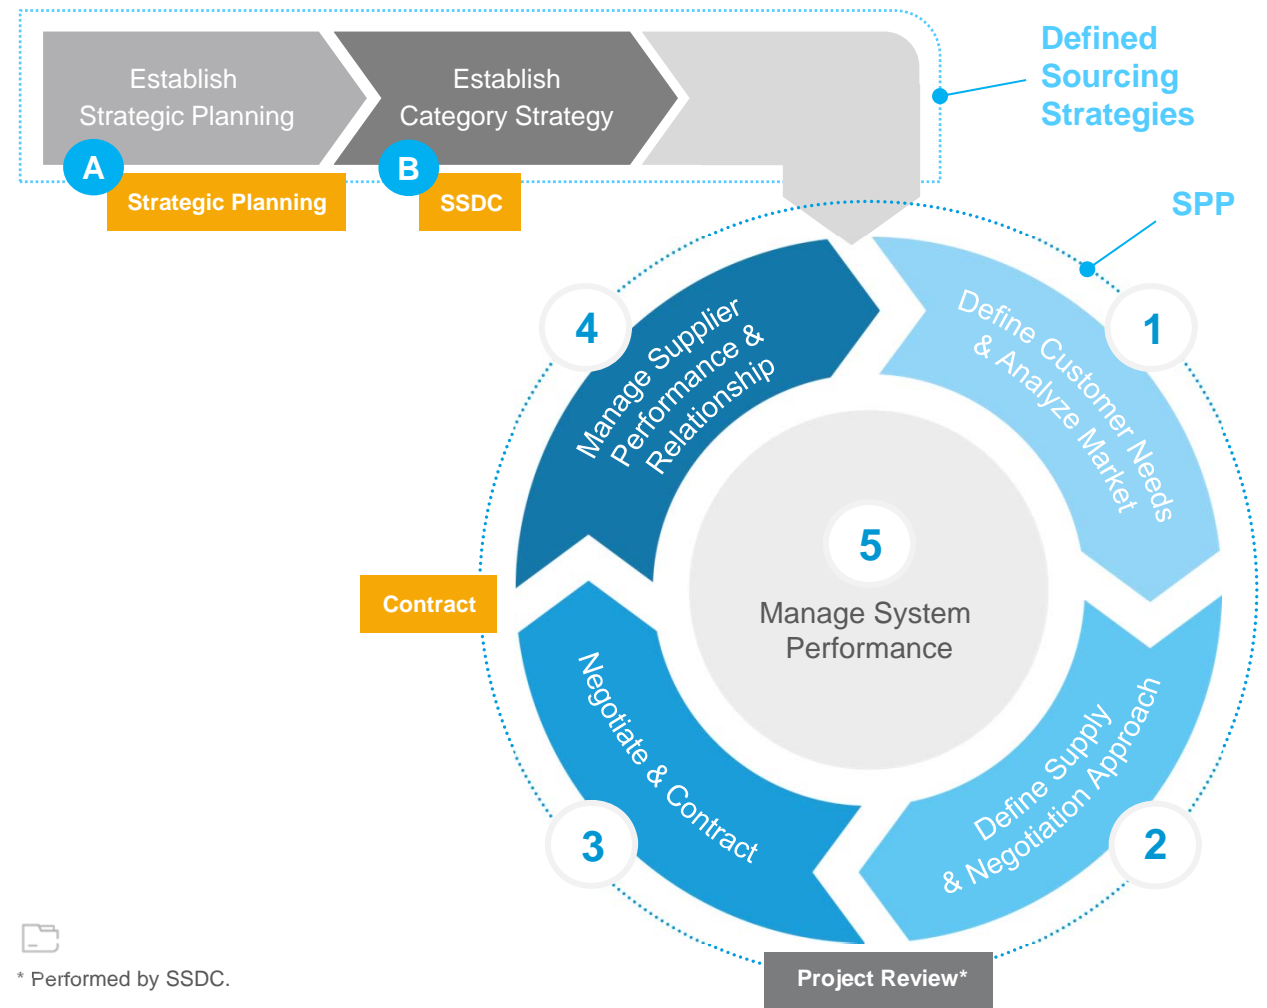 Establish
Strategic Planning
Establish
Category Strategy
Defined
Sourcing
Strategies
A
B
Strategic Planning
SSDC
SPP
1
Define Customer Needs
& Analyze Market
2
Define Supply
& Negotiation Approach
3
Negotiate & Contract
4
Manage Supplier
Performance &
Relationship
5
Manage System
Performance
Contract
Project Review*
* Performed by SSDC.